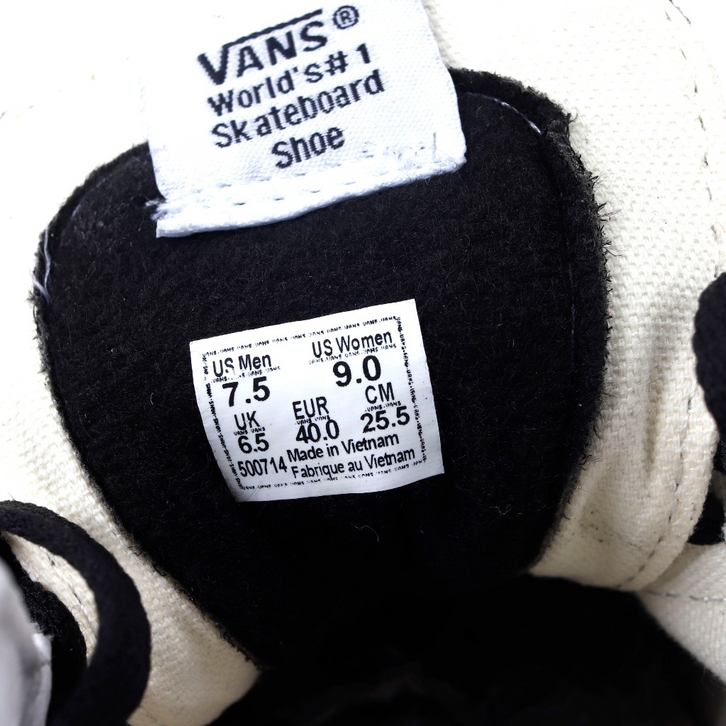 VANS®
World's#1
Skateboard
Shoe
US Men US Women
7.5 9.0
UK EUR CM
6.5 40.0 25.5
500714 Made in Vietnam
Fabrique au Vietnam